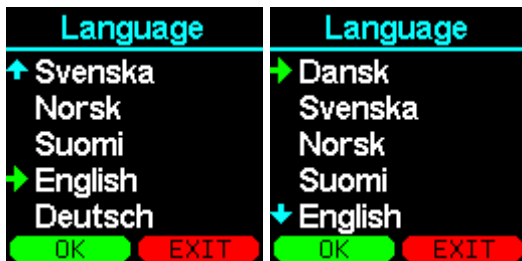 Language
Svenska
Norsk
Suomi
English
Deutsch
OK EXIT
Language
Dansk
Svenska
Norsk
Suomi
English
OK EXIT